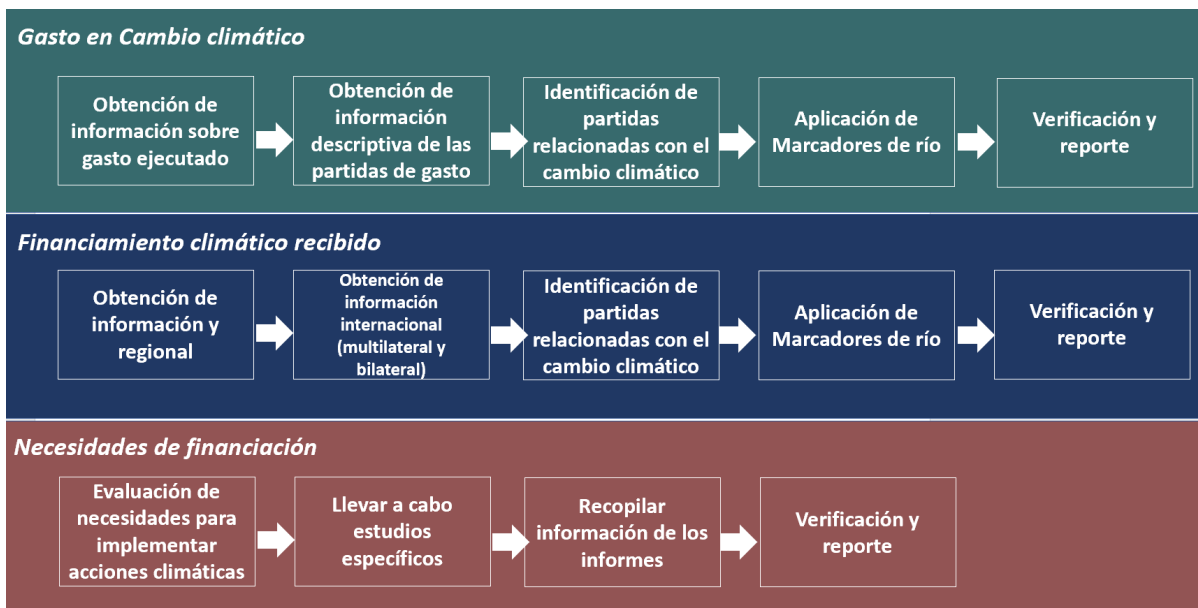 Gasto en Cambio climático
Obtención de
información sobre
gasto ejecutado
Obtención de
información
descriptiva de las
partidas de gasto
Identificación de
partidas
relacionadas con el
cambio climático
Aplicación de
Marcadores de río
Verificación y
reporte
Financiamiento climático recibido
Obtención de
información y
regional
Obtención de
información
internacional
(multilateral y
bilateral)
Identificación de
partidas
relacionadas con el
cambio climático
Aplicación de
Marcadores de río
Verificación y
reporte
Necesidades de financiación
Evaluación de
necesidades para
implementar
acciones climáticas
Llevar a cabo
estudios
específicos
Recopilar
información de los
informes
Verificación y
reporte